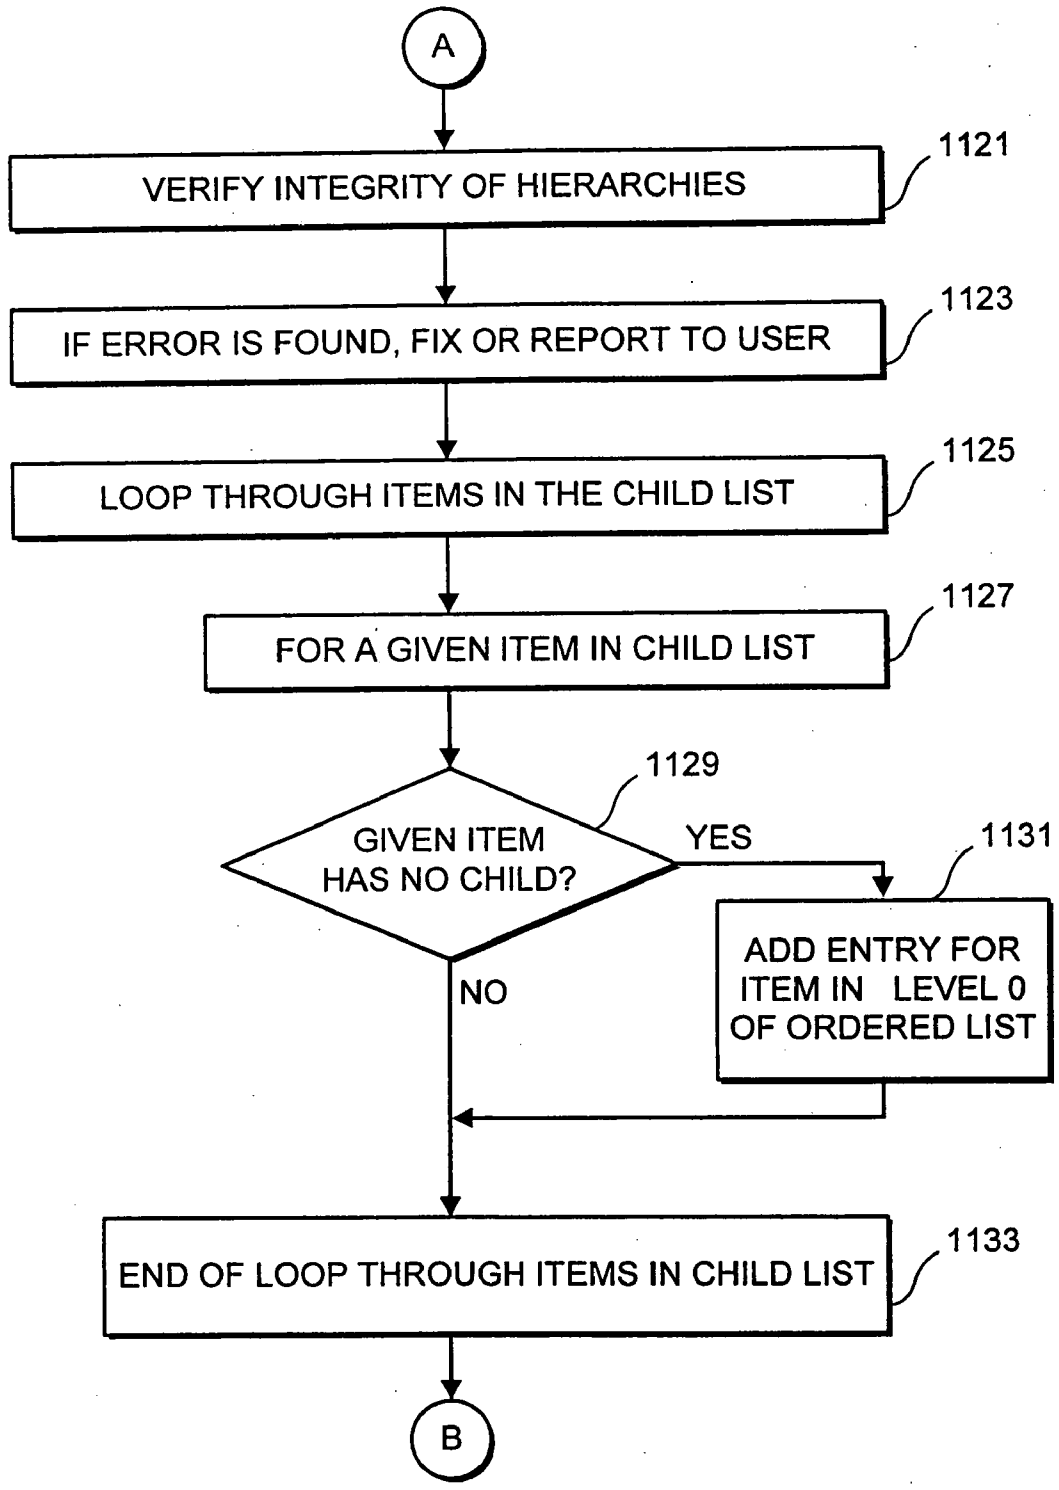 A
1121
VERIFY INTEGRITY OF HIERARCHIES
1123
IF ERROR IS FOUND, FIX OR REPORT TO USER
1125
LOOP THROUGH ITEMS IN THE CHILD LIST
1127
FOR A GIVEN ITEM IN CHILD LIST
1129
GIVEN ITEM
HAS NO CHILD?
YES
1131
ADD ENTRY FOR
ITEM IN LEVEL 0
OF ORDERED LIST
NO
1133
END OF LOOP THROUGH ITEMS IN CHILD LIST
B